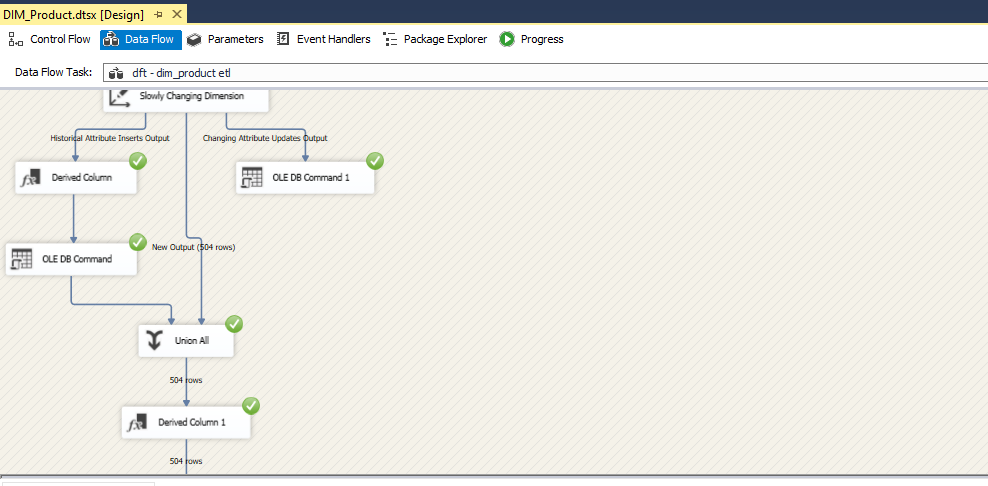 DIM_Product.dtsx [Design]
Control Flow Data Flow Parameters Event Handlers Package Explorer Progress
Data Flow Task: dft - dim_product etl
Slowly Changing Dimension
Historical Attribute Inserts Output Changing Attribute Updates Output
Derived Column OLE DB Command 1
New Output (504 rows)
OLE DB Command
Union All
504 rows
Derived Column 1
504 rows